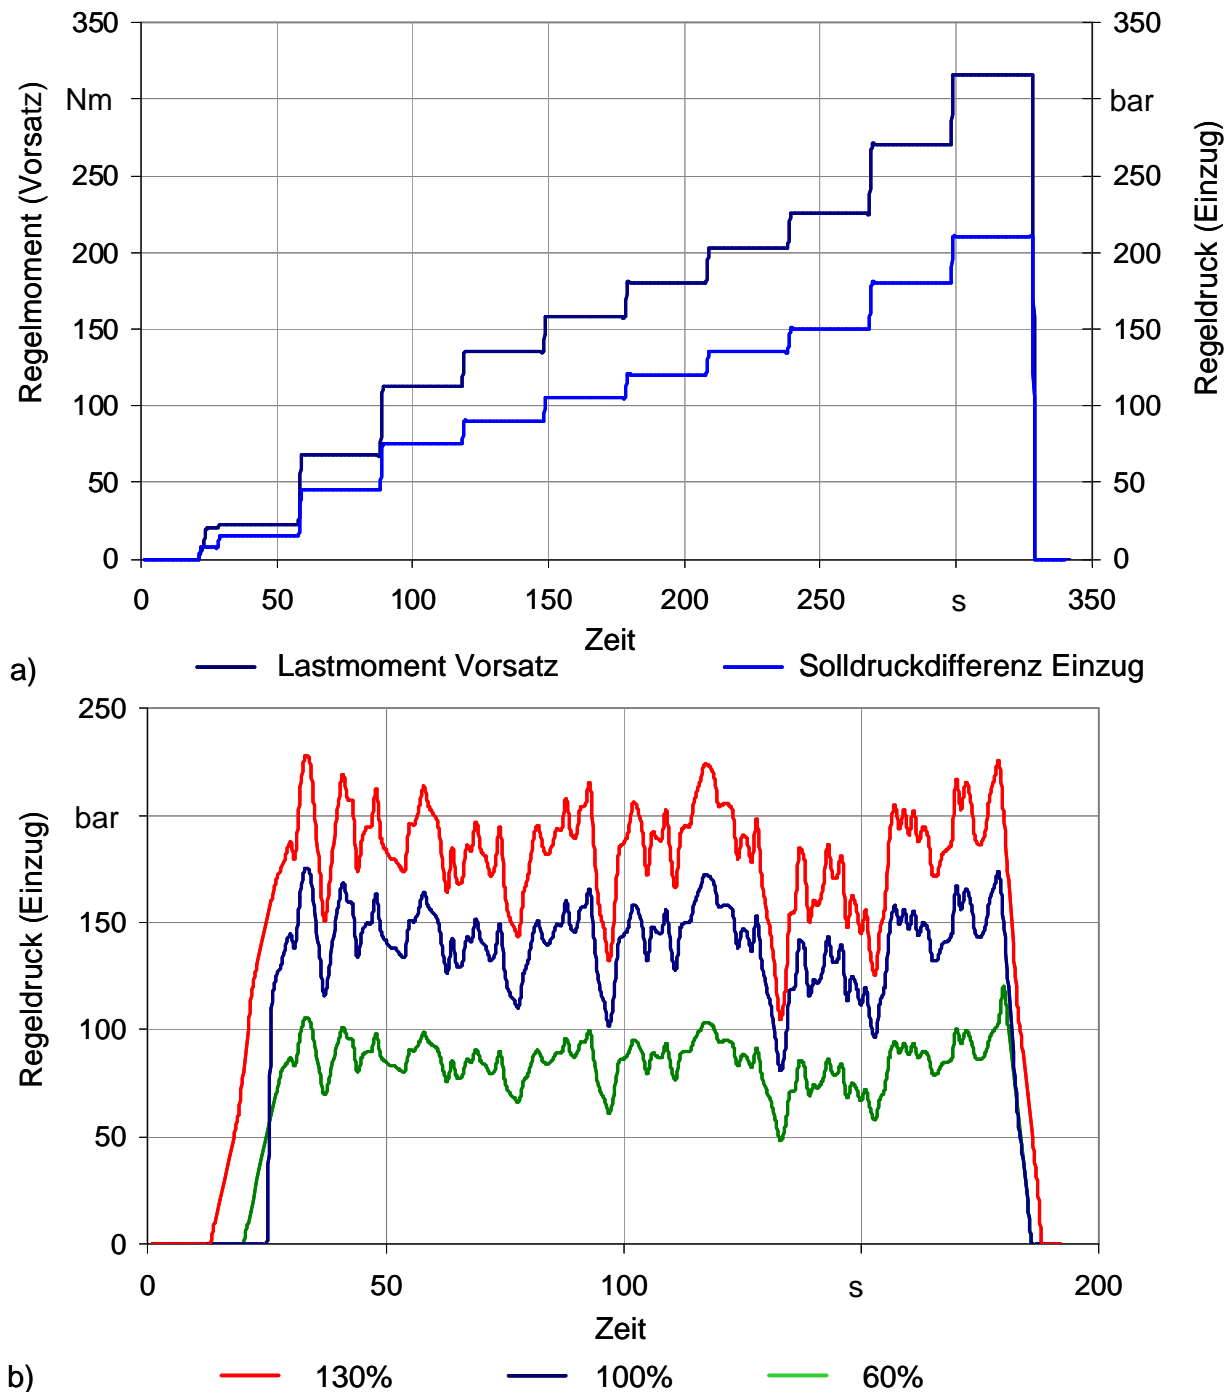 350 350
Nm bar
250 250
200 200
150 150
100 100
50 50
0 0
Regelmoment (Vorsatz)
Regeldruck (Einzug)
0 50 100 150 200 250 s 350
Zeit
a) Lastmoment Vorsatz Solldruckdifferenz Einzug
250
bar
150
100
50
0
Regeldruck (Einzug)
0 50 100 s 200
Zeit
b) 130% 100% 60%